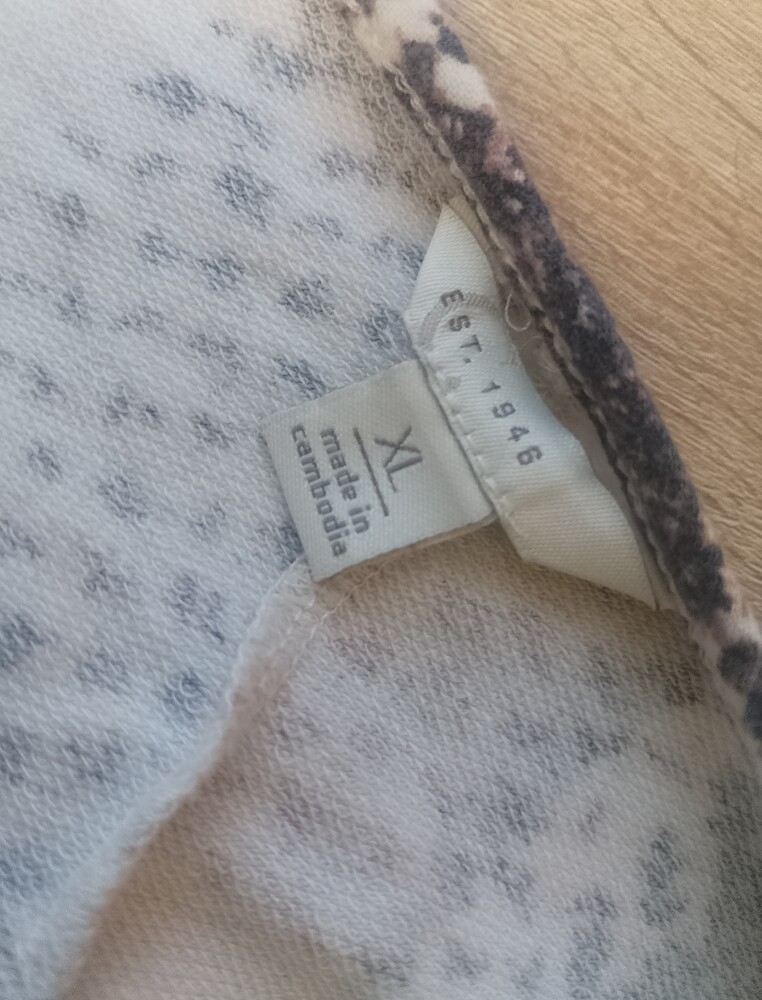 EST. 1946
XL
made in
cambodia